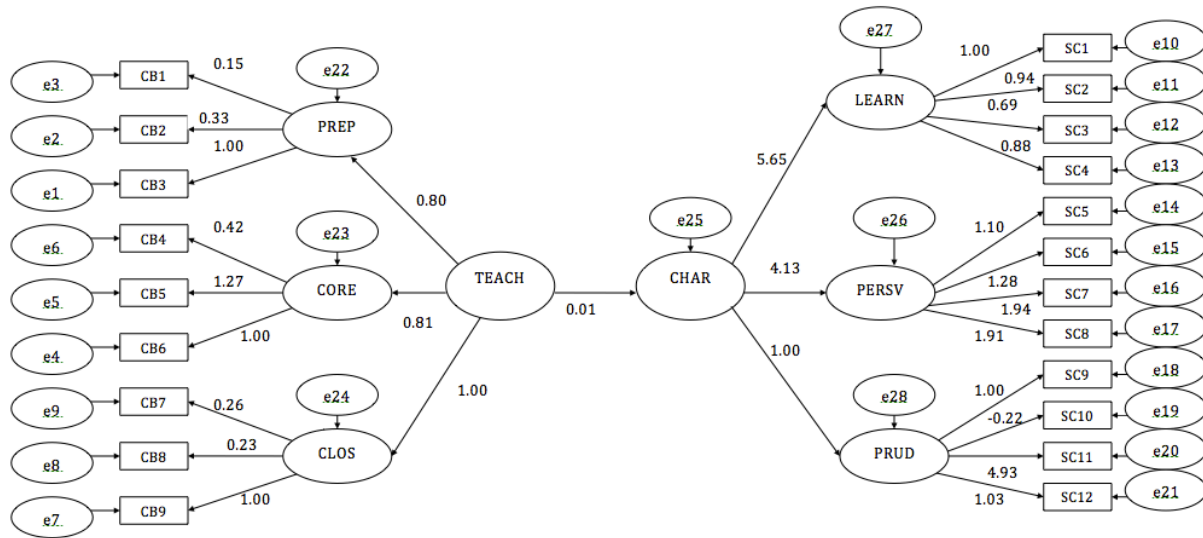 e3
CB1
0.15
e22
e2
CB2
0.33
PREP
1.00
e1
CB3
0.80
e6
CB4
0.42
e23
e5
CB5
1.27
CORE
TEACH
0.81
e4
CB6
1.00
1.00
e9
CB7
0.26
e24
e8
CB8
0.23
CLOS
1.00
e7
CB9
0.01
e25
CHAR
5.65
4.13
1.00
e27
LEARN
1.00
SC1
e10
0.94
SC2
e11
0.69
SC3
e12
0.88
SC4
e13
e26
PERSV
1.10
SC5
e14
SC6
e15
1.28
SC7
e16
1.94
SC8
e17
1.91
e28
PRUD
1.00
SC9
e18
-0.22
SC10
e19
SC11
e20
4.93
SC12
e21
1.03